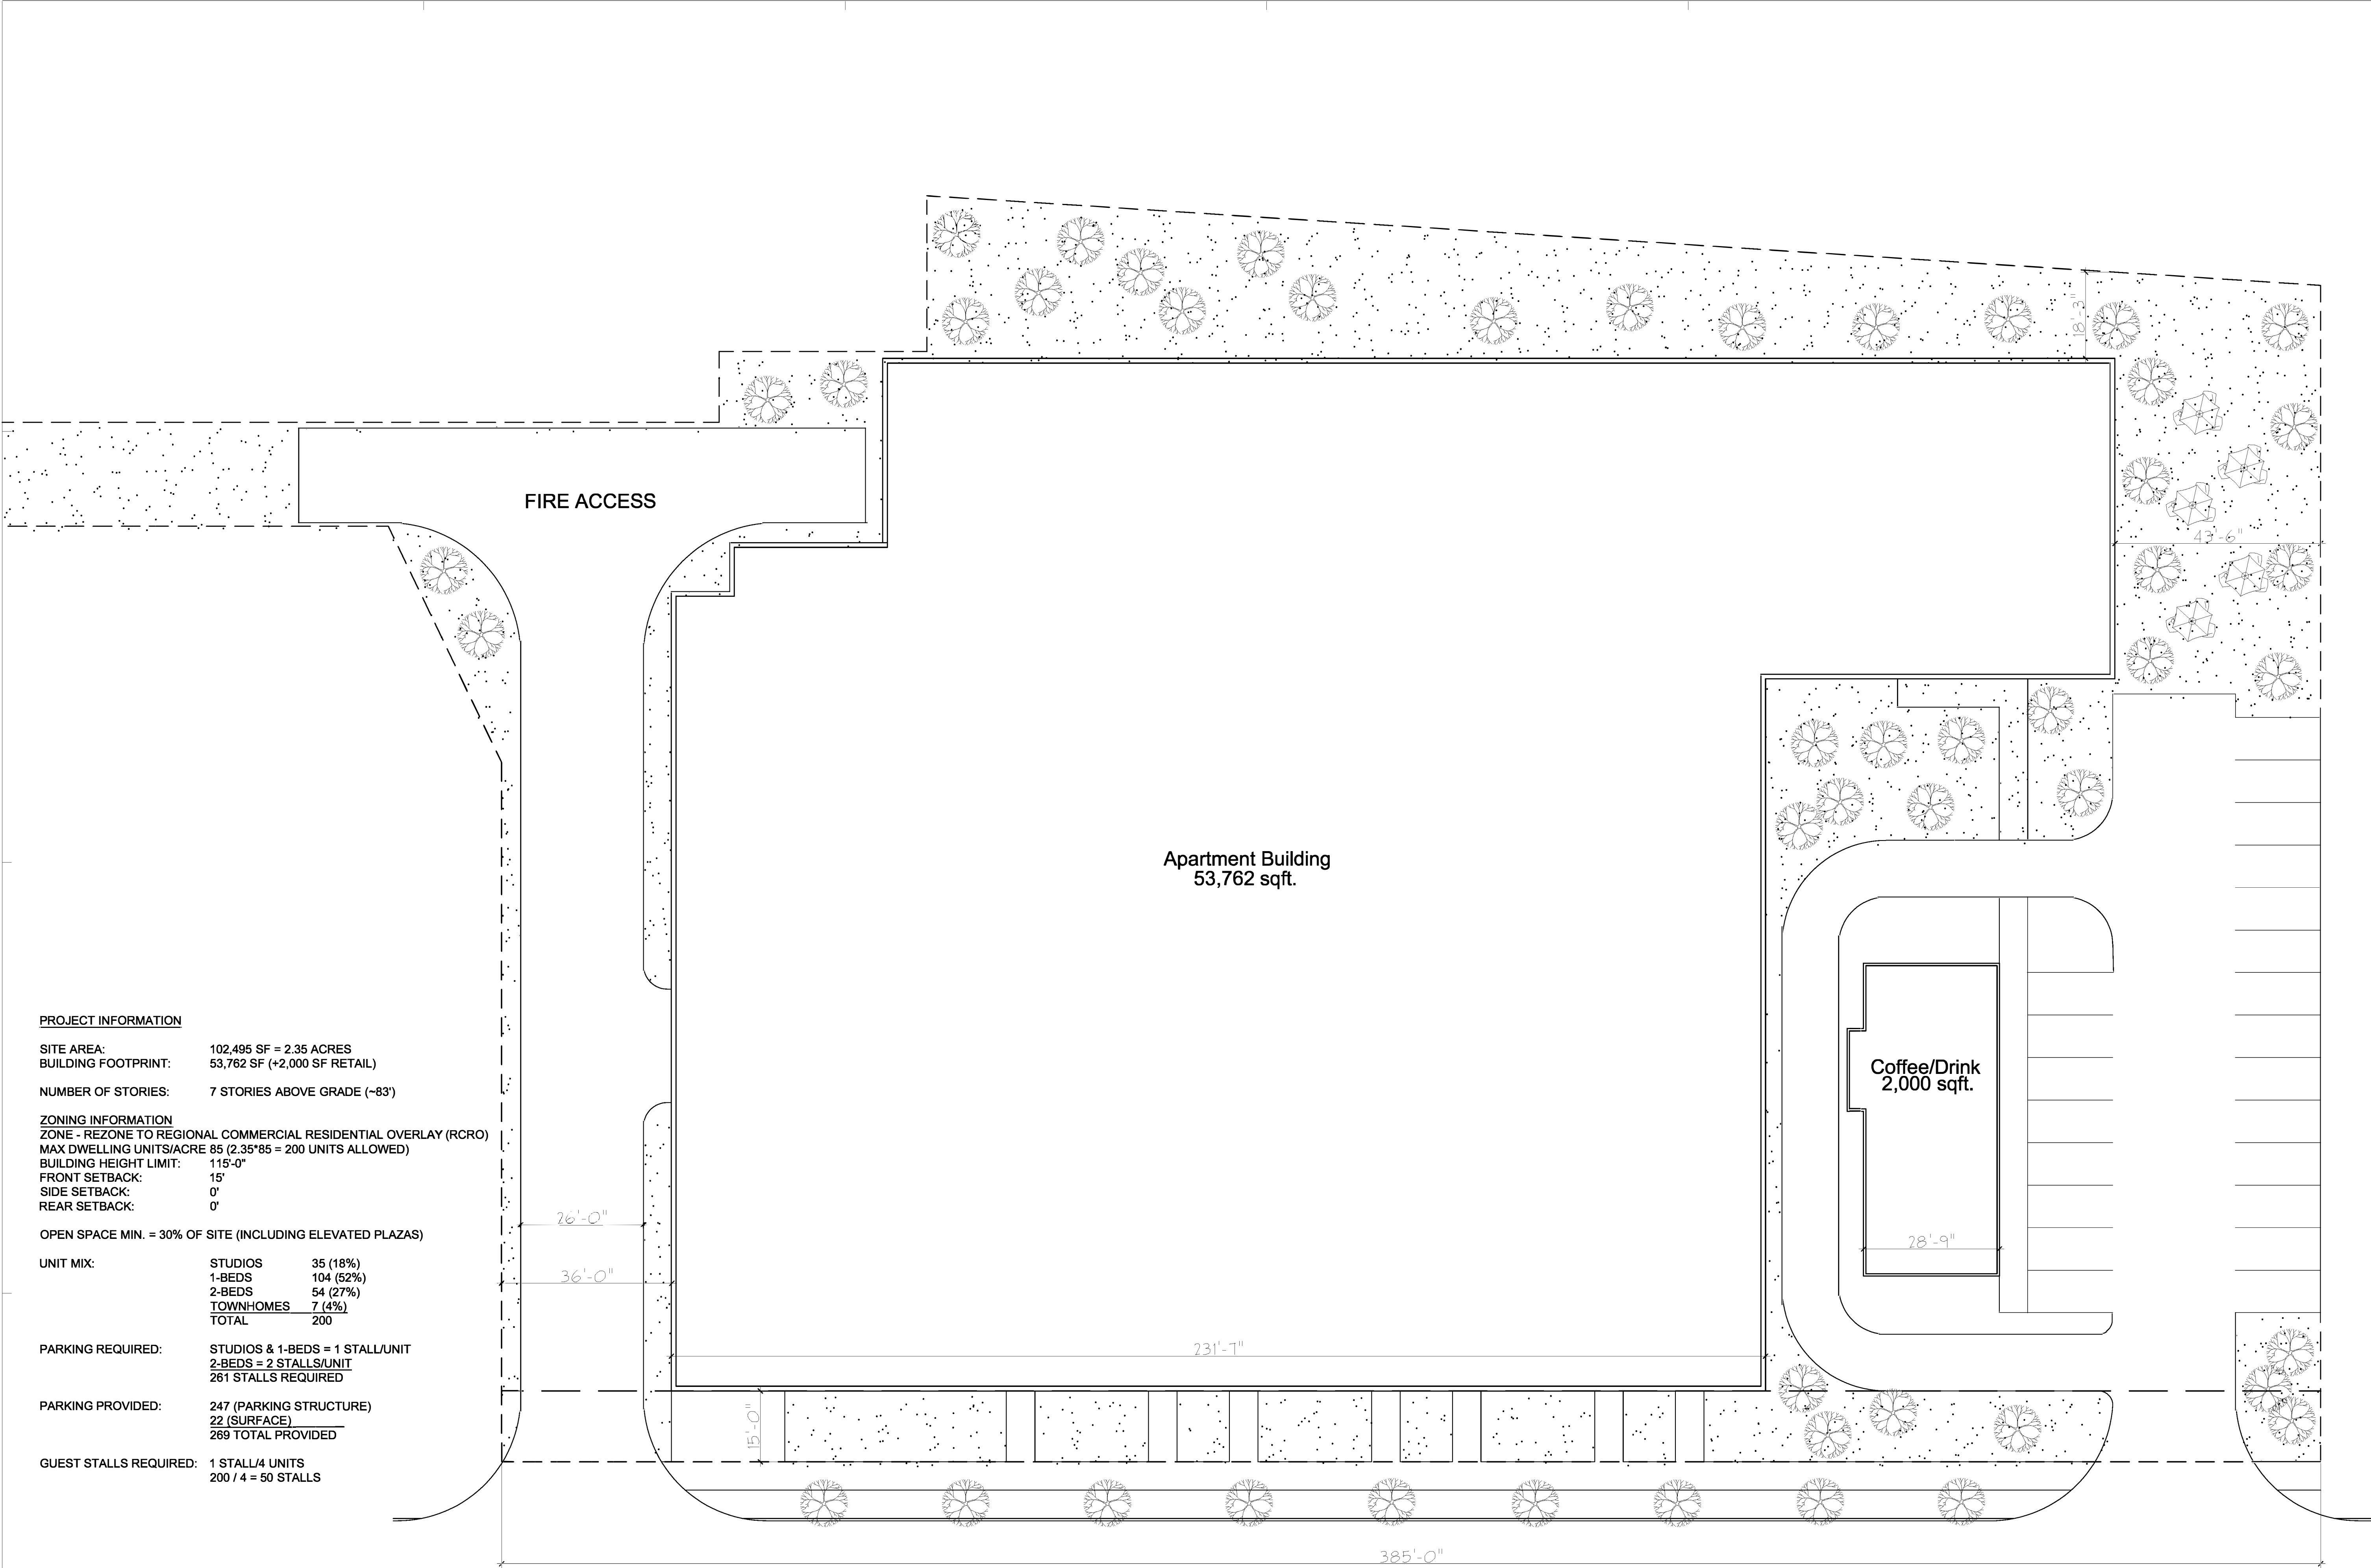 18'-3"
FIRE ACCESS
43'-6"
Apartment Building
53,762 sqft.
PROJECT INFORMATION
SITE AREA: 102,495 SF = 2.35 ACRES
BUILDING FOOTPRINT: 53,762 SF (+2,000 SF RETAIL)
NUMBER OF STORIES: 7 STORIES ABOVE GRADE (~83')
ZONING INFORMATION
ZONE - REZONE TO REGIONAL COMMERCIAL RESIDENTIAL OVERLAY (RCRO)
MAX DWELLING UNITS/ACRE 85 (2.35*85 = 200 UNITS ALLOWED)
BUILDING HEIGHT LIMIT: 115'-0"
FRONT SETBACK: 15'
SIDE SETBACK: 0'
REAR SETBACK: 0'
OPEN SPACE MIN. = 30% OF SITE (INCLUDING ELEVATED PLAZAS)
UNIT MIX: STUDIOS 35 (18%)
1-BEDS 104 (52%)
2-BEDS 54 (27%)
TOWNHOMES 7 (4%)
TOTAL 200
PARKING REQUIRED: STUDIOS & 1-BEDS = 1 STALL/UNIT
2-BEDS = 2 STALLS/UNIT
261 STALLS REQUIRED
PARKING PROVIDED: 247 (PARKING STRUCTURE)
22 (SURFACE)
269 TOTAL PROVIDED
GUEST STALLS REQUIRED: 1 STALL/4 UNITS
200 / 4 = 50 STALLS
Coffee/Drink
2,000 sqft.
26'-0"
28'-9"
36'-0"
231'-7"
15'-0"
385'-0"